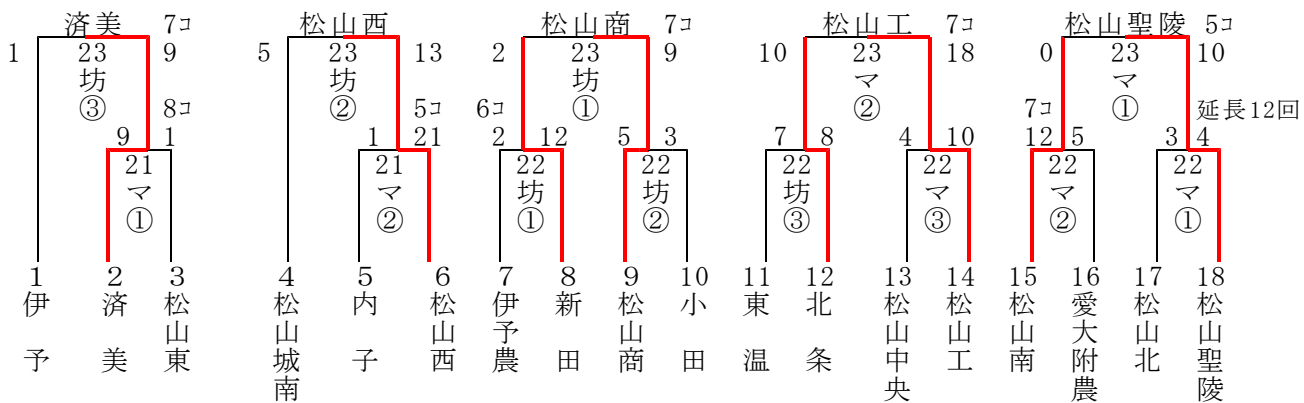 済美 7コ 松山西 松山商 7コ 松山工 7コ 松山聖陵 5コ
1 23 9 5 23 13 2 23 9 10 23 18 0 23 10
坊 坊 坊 マ マ
③ 8コ ② 5コ 6コ ① ② 7コ ① 延長12回
9 1 1 21 2 12 5 3 7 8 4 10 12 5 3 4
21 21 22 22 22 22 22 22
マ マ 坊 坊 坊 マ マ マ
① ② ① ② ③ ③ ② ①
1 2 3 4 5 6 7 8 9 10 11 12 13 14 15 16 17 18
伊予 済美 松山東 松山城南 内子 松山西 伊予農 新田 松山商 小田 東温 北条 松山中央 松山工 松山南 愛大附農 松山北 松山聖陵